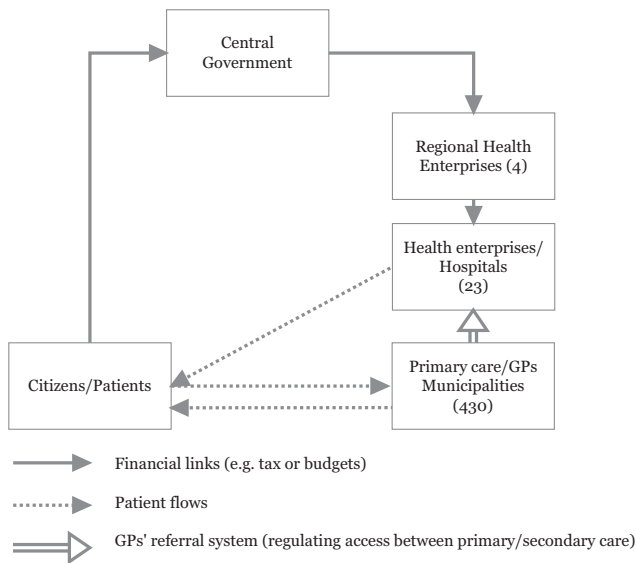 Central
Government
Regional Health
Enterprises (4)
Health enterprises/
Hospitals
(23)
Citizens/Patients
Primary care/GPs
Municipalities
(430)
Financial links (e.g. tax or budgets)
Patient flows
GPs' referral system (regulating access between primary/secondary care)